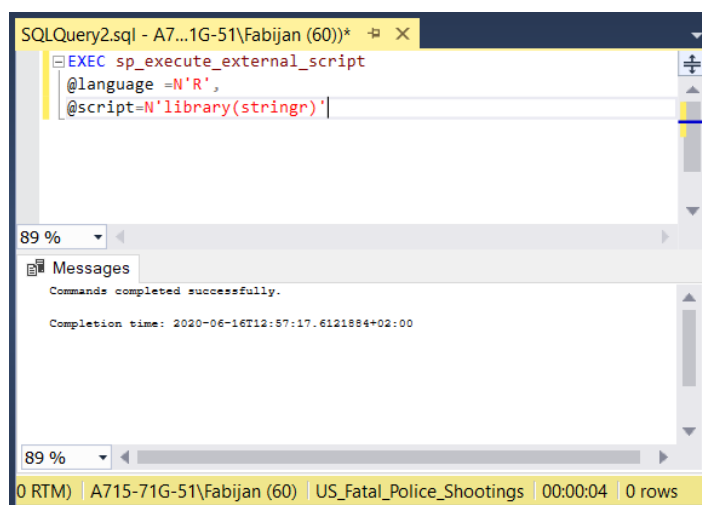 SQLQuery2.sql - A7...1G-51\Fabijan (60))*
EXEC sp_execute_external_script
@language =N'R',
@script=N'library(stringr)'
89 %
Messages
Commands completed successfully.
Completion time: 2020-06-16T12:57:17.6121884+02:00
89 %
0 RTM) A715-71G-51\Fabijan (60) US_Fatal_Police_Shootings 00:00:04 0 rows